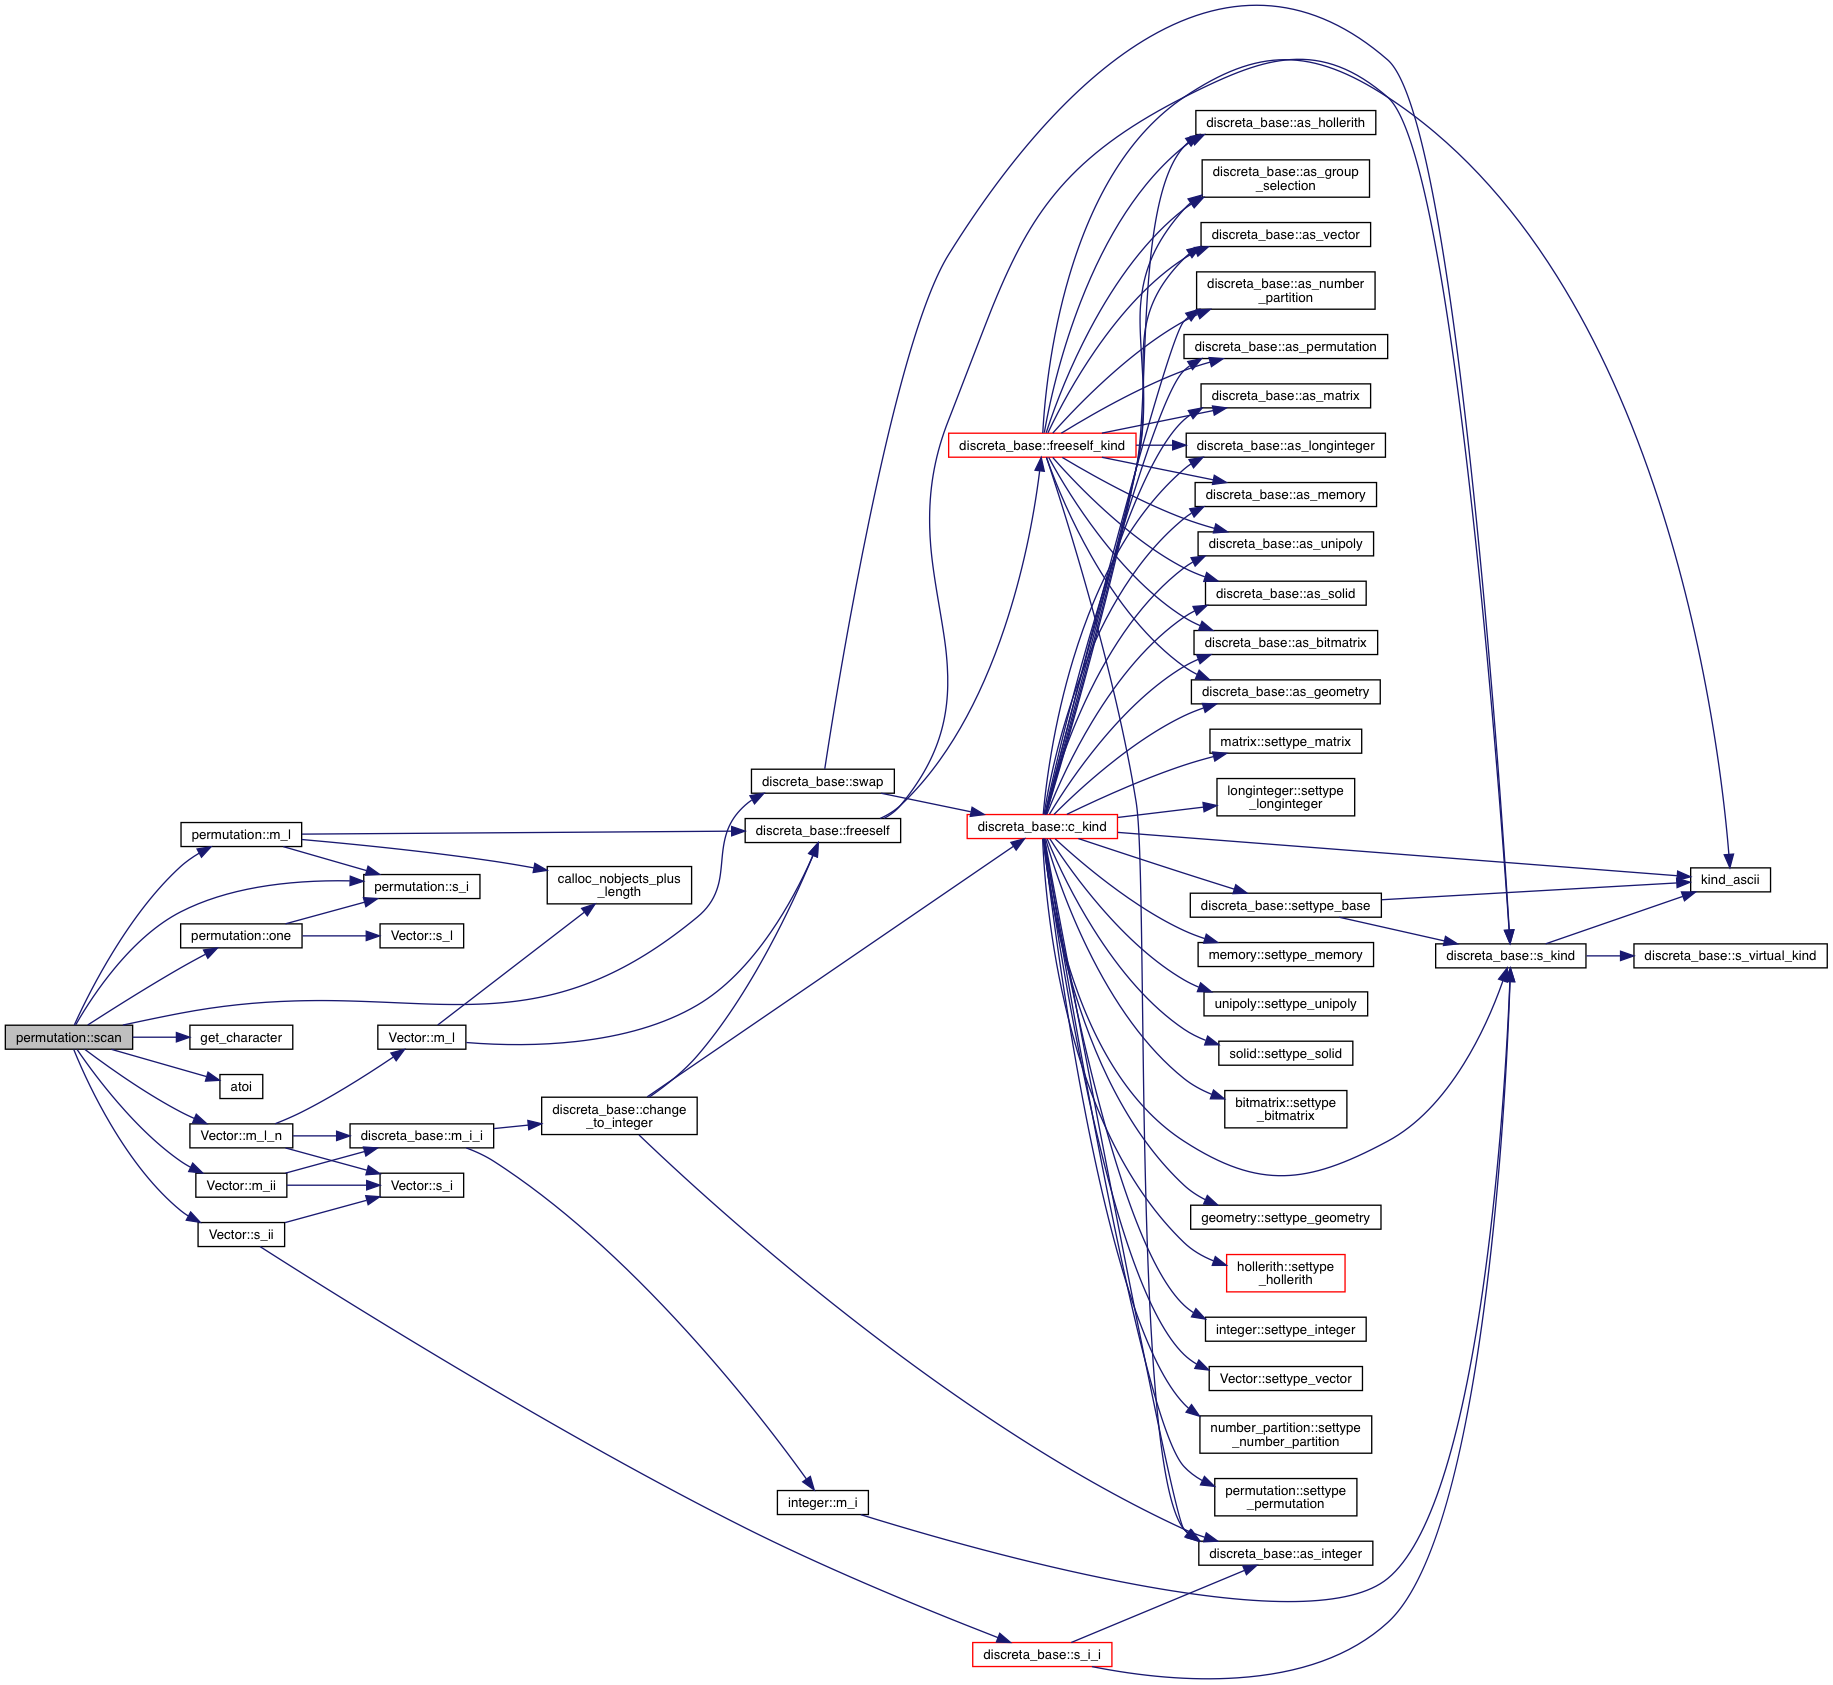 permutation::scan
permutation::m_l
permutation::s_i
permutation::one
Vector::s_l
get_character
atoi
Vector::m_l_n
Vector::m_ii
Vector::s_ii
Vector::m_l
discreta_base::m_i_i
Vector::s_i
calloc_nobjects_plus
_length
discreta_base::change
_to_integer
discreta_base::swap
discreta_base::freeself
integer::m_i
discreta_base::freeself_kind
discreta_base::c_kind
discreta_base::s_i_i
discreta_base::as_hollerith
discreta_base::as_group
_selection
discreta_base::as_vector
discreta_base::as_number
_partition
discreta_base::as_permutation
discreta_base::as_matrix
discreta_base::as_longinteger
discreta_base::as_memory
discreta_base::as_unipoly
discreta_base::as_solid
discreta_base::as_bitmatrix
discreta_base::as_geometry
matrix::settype_matrix
longinteger::settype
_longinteger
discreta_base::settype_base
memory::settype_memory
unipoly::settype_unipoly
solid::settype_solid
bitmatrix::settype
_bitmatrix
geometry::settype_geometry
hollerith::settype
_hollerith
integer::settype_integer
Vector::settype_vector
number_partition::settype
_number_partition
permutation::settype
_permutation
discreta_base::as_integer
discreta_base::s_kind
kind_ascii
discreta_base::s_virtual_kind